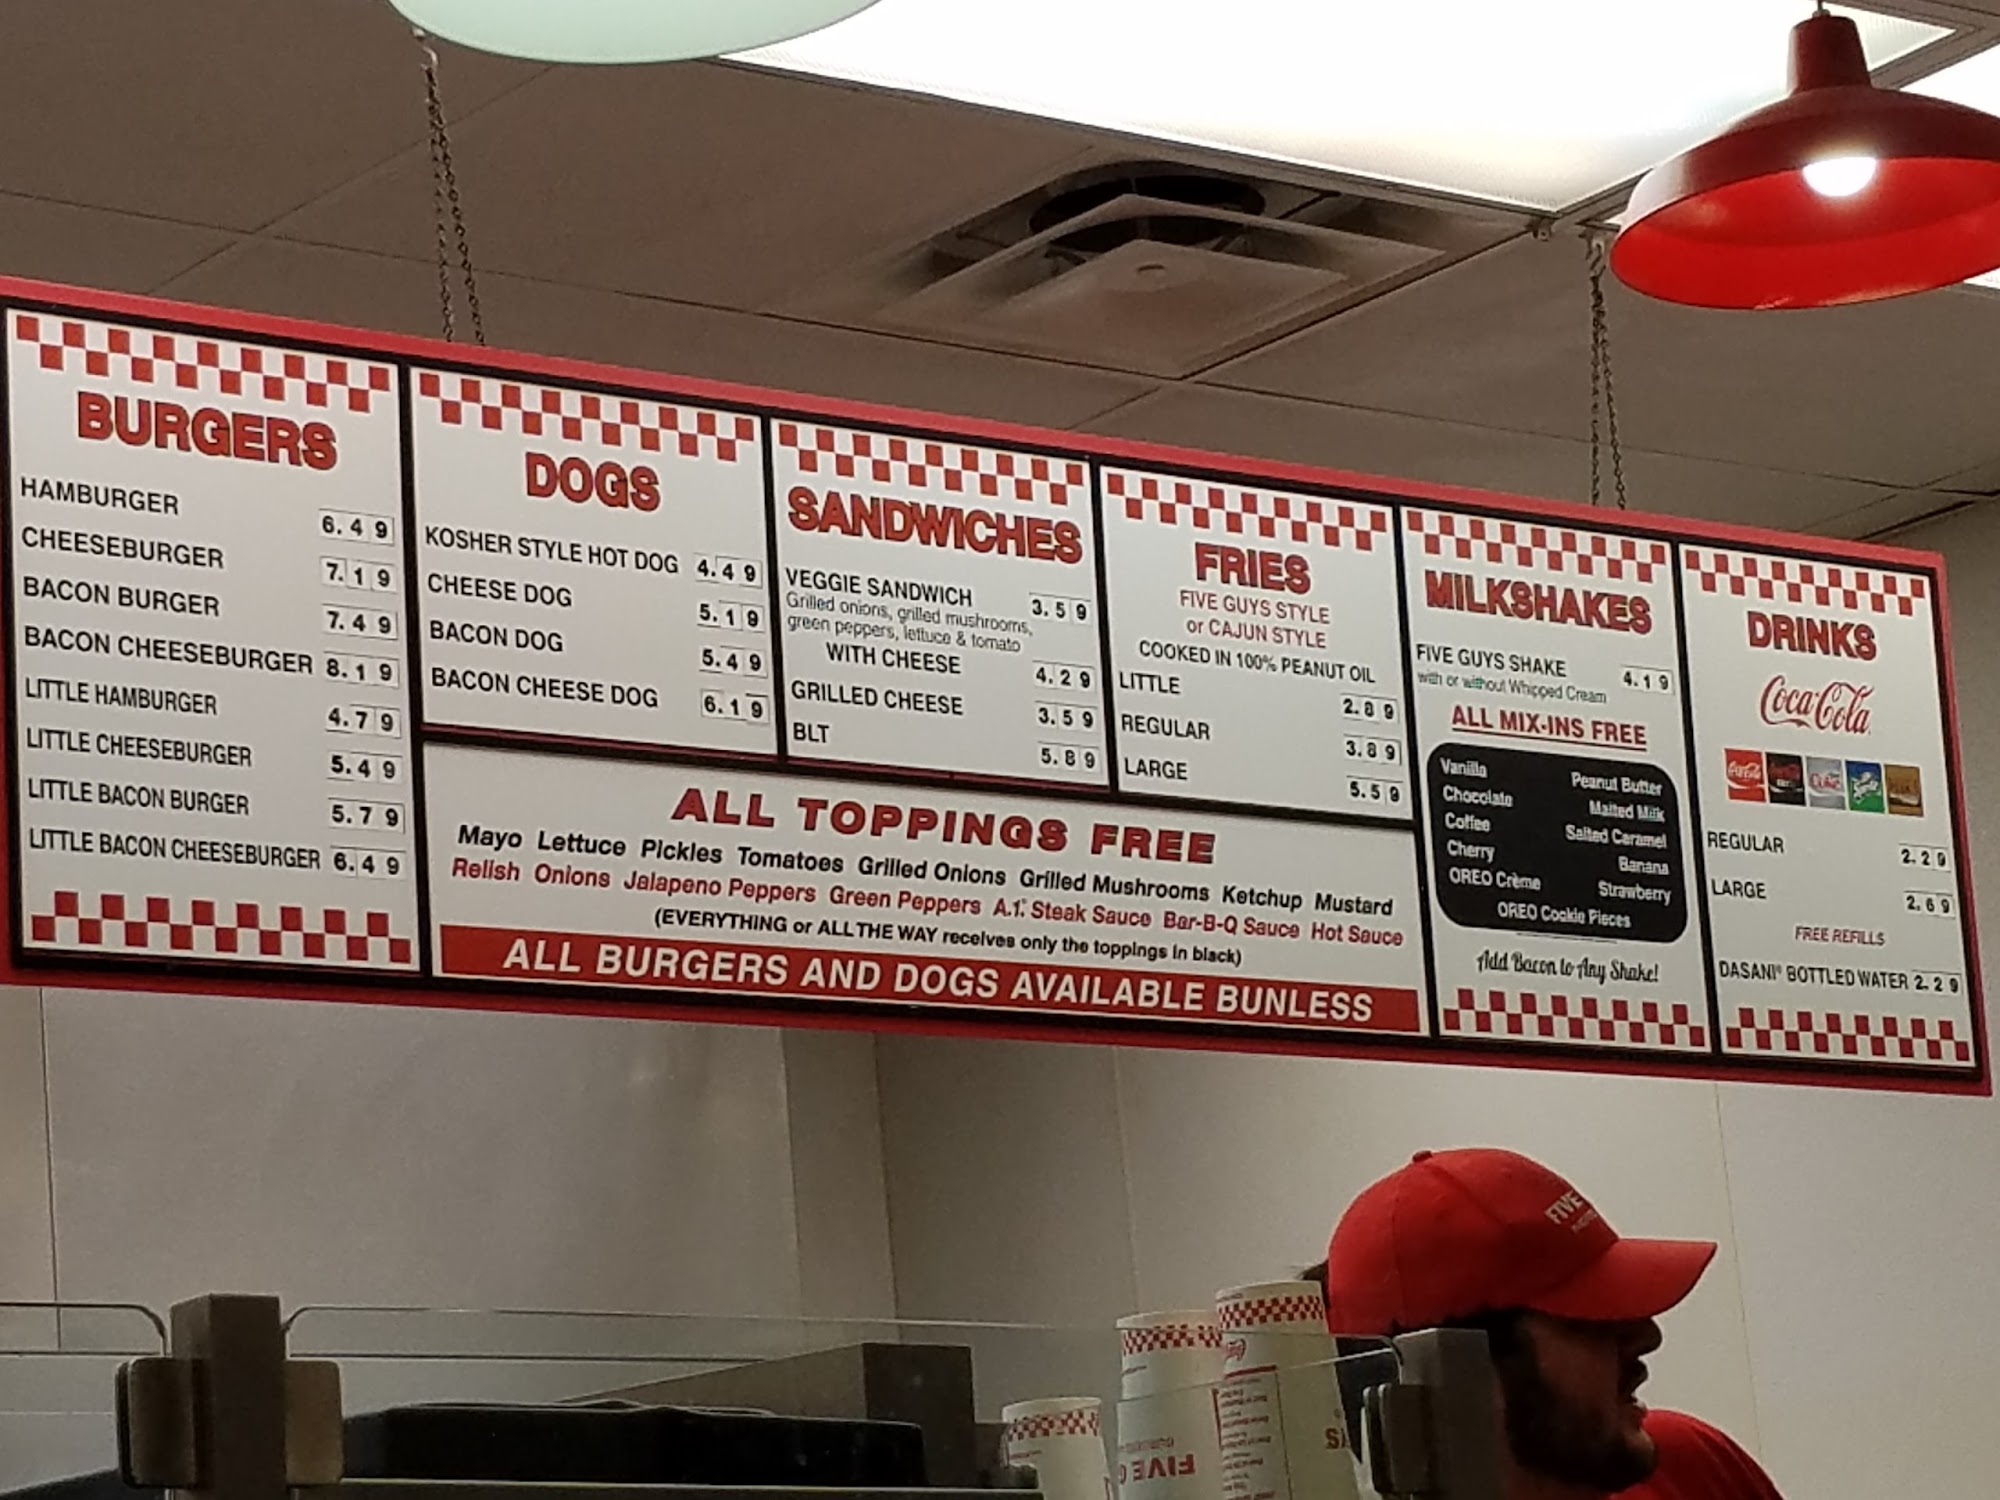 BURGERS
HAMBURGER 6.49
CHEESEBURGER 7.19
BACON BURGER 7.49
BACON CHEESEBURGER 8.19
LITTLE HAMBURGER 4.79
LITTLE CHEESEBURGER 5.49
LITTLE BACON BURGER 5.79
LITTLE BACON CHEESEBURGER 6.49
DOGS
KOSHER STYLE HOT DOG 4.49
CHEESE DOG 5.19
BACON DOG 5.49
BACON CHEESE DOG 6.19
SANDWICHES
VEGGIE SANDWICH 3.59
Grilled onions, grilled mushrooms,
green peppers, lettuce & tomato
WITH CHEESE 4.29
GRILLED CHEESE 3.59
BLT 5.89
FRIES
FIVE GUYS STYLE
or CAJUN STYLE
COOKED IN 100% PEANUT OIL
LITTLE 2.89
REGULAR 3.89
LARGE 5.59
ALL TOPPINGS FREE
Mayo Lettuce Pickles Tomatoes Grilled Onions Grilled Mushrooms Ketchup Mustard
Relish Onions Jalapeno Peppers Green Peppers A.1. Steak Sauce Bar-B-Q Sauce Hot Sauce
(EVERYTHING or ALL THE WAY receives only the toppings in black)
ALL BURGERS AND DOGS AVAILABLE BUNLESS
MILKSHAKES
FIVE GUYS SHAKE 4.19
with or without Whipped Cream
ALL MIX-INS FREE
Vanilla Peanut Butter
Chocolate Malted Milk
Coffee Salted Caramel
Cherry Banana
OREO Crème Strawberry
OREO Cookie Pieces
Add Bacon to Any Shake!
DRINKS
Coca-Cola
Coca-Cola Coke Sprite
REGULAR 2.29
LARGE 2.69
FREE REFILLS
DASANI® BOTTLED WATER 2.29
FIVE
FIVE G